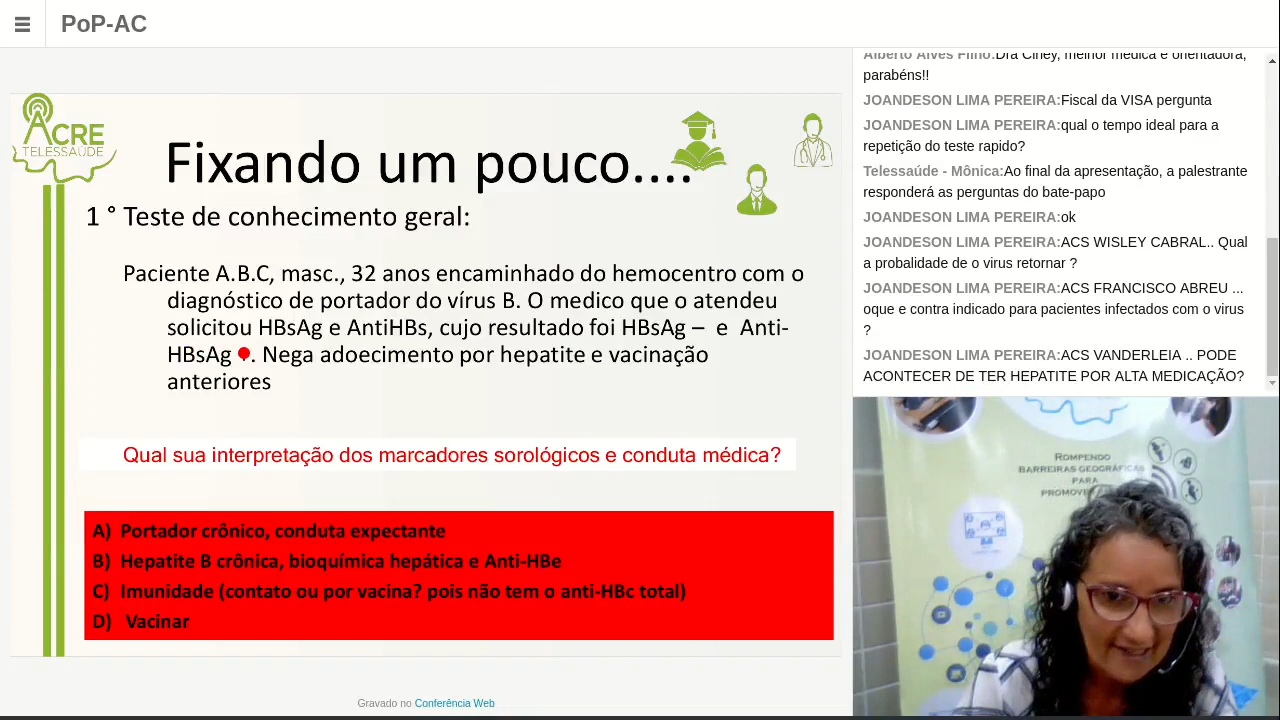 PoP-AC
ACRE
TELESSAÚDE
Fixando um pouco....
1 ° Teste de conhecimento geral:
Paciente A.B.C, masc., 32 anos encaminhado do hemocentro com o
diagnóstico de portador do vírus B. O medico que o atendeu
solicitou HBsAg e AntiHBs, cujo resultado foi HBsAg – e Anti-
HBsAg . Nega adoecimento por hepatite e vacinação
anteriores
Qual sua interpretação dos marcadores sorológicos e conduta médica?
A) Portador crônico, conduta expectante
B) Hepatite B crônica, bioquímica hepática e Anti-HBe
C) Imunidade (contato ou por vacina? pois não tem o anti-HBc total)
D) Vacinar
Gravado no Conferência Web
Alberto Alves Filho:Dra Cirley, melhor médica e orientadora,
parabéns!!
JOANDESON LIMA PEREIRA:Fiscal da VISA pergunta
JOANDESON LIMA PEREIRA:qual o tempo ideal para a
repetição do teste rapido?
Telessaúde - Mônica:Ao final da apresentação, a palestrante
responderá as perguntas do bate-papo
JOANDESON LIMA PEREIRA:ok
JOANDESON LIMA PEREIRA:ACS WISLEY CABRAL.. Qual
a probalidade de o virus retornar ?
JOANDESON LIMA PEREIRA:ACS FRANCISCO ABREU ...
oque e contra indicado para pacientes infectados com o virus
?
JOANDESON LIMA PEREIRA:ACS VANDERLEIA .. PODE
ACONTECER DE TER HEPATITE POR ALTA MEDICAÇÃO?
ROMPENDO
BARREIRAS GEOGRÁFICAS
PARA